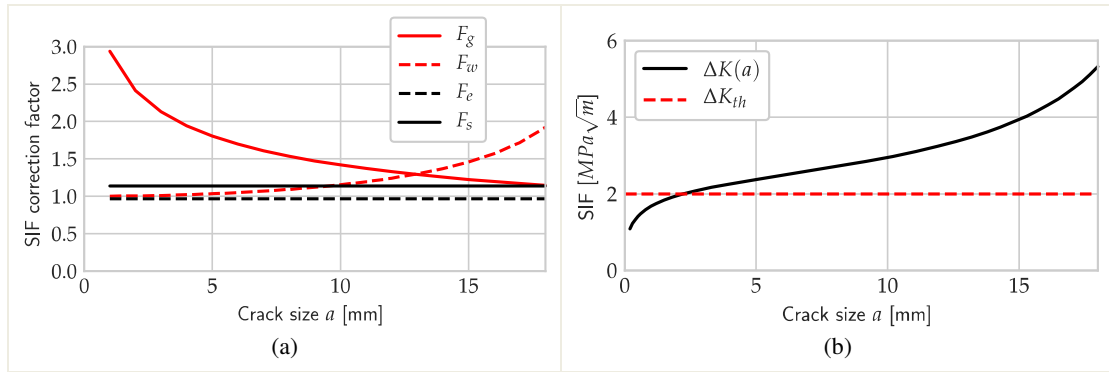 F_g
F_w
F_e
F_s
3.0
2.5
2.0
1.5
1.0
0.5
0.0
SIF correction factor
0
5
10
15
Crack size a [mm]
(a)
ΔK(a)
ΔK_th
6
4
2
0
SIF [MPa√m]
0
5
10
15
Crack size a [mm]
(b)